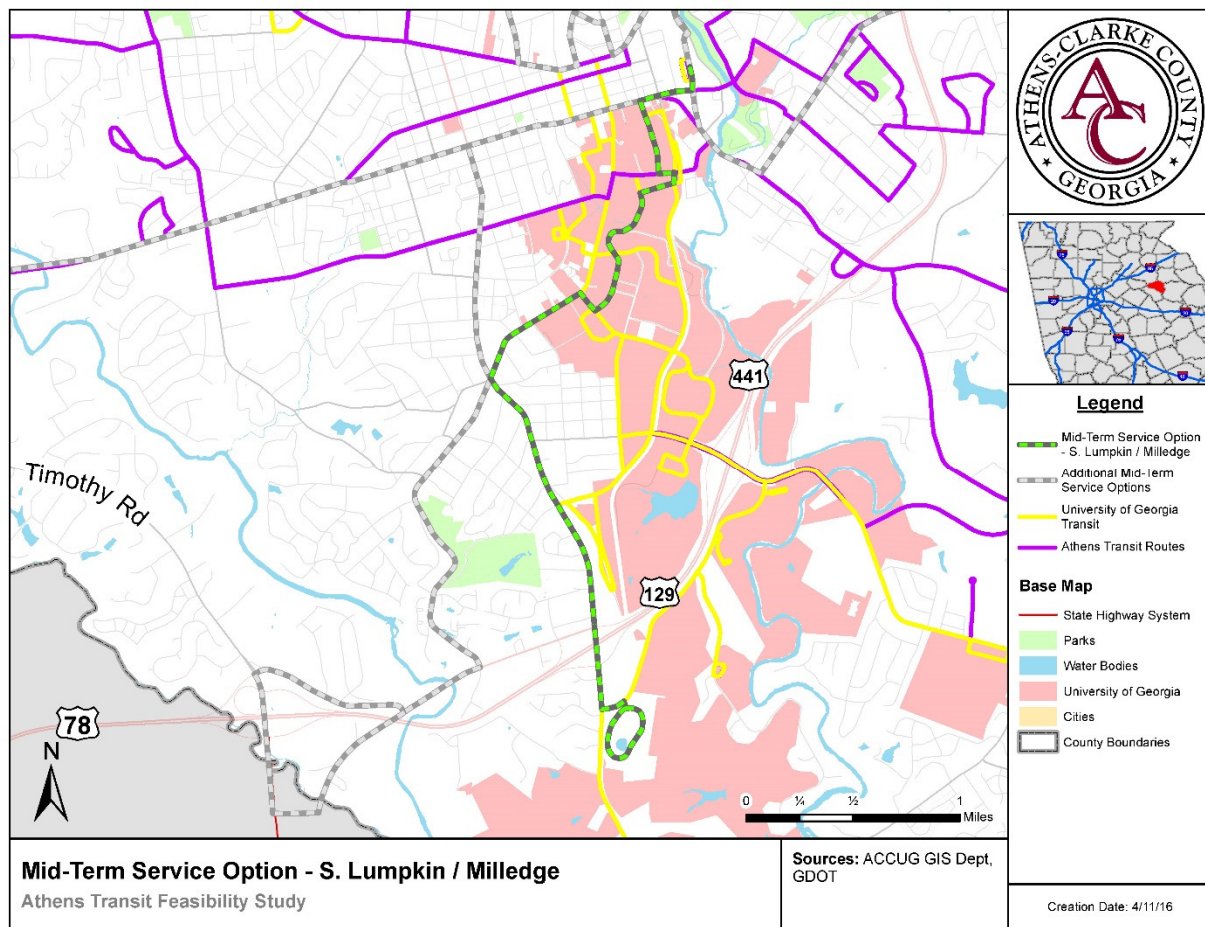 Timothy Rd
441
129
78
N
0 ¼ ½ 1
Miles
ATHENS-CLARKE COUNTY
AC
GEORGIA
Legend
Mid-Term Service Option
- S. Lumpkin / Milledge
Additional Mid-Term
Service Options
University of Georgia
Transit
Athens Transit Routes
Base Map
State Highway System
Parks
Water Bodies
University of Georgia
Cities
County Boundaries
Mid-Term Service Option - S. Lumpkin / Milledge
Athens Transit Feasibility Study
Sources: ACCUG GIS Dept,
GDOT
Creation Date: 4/11/16